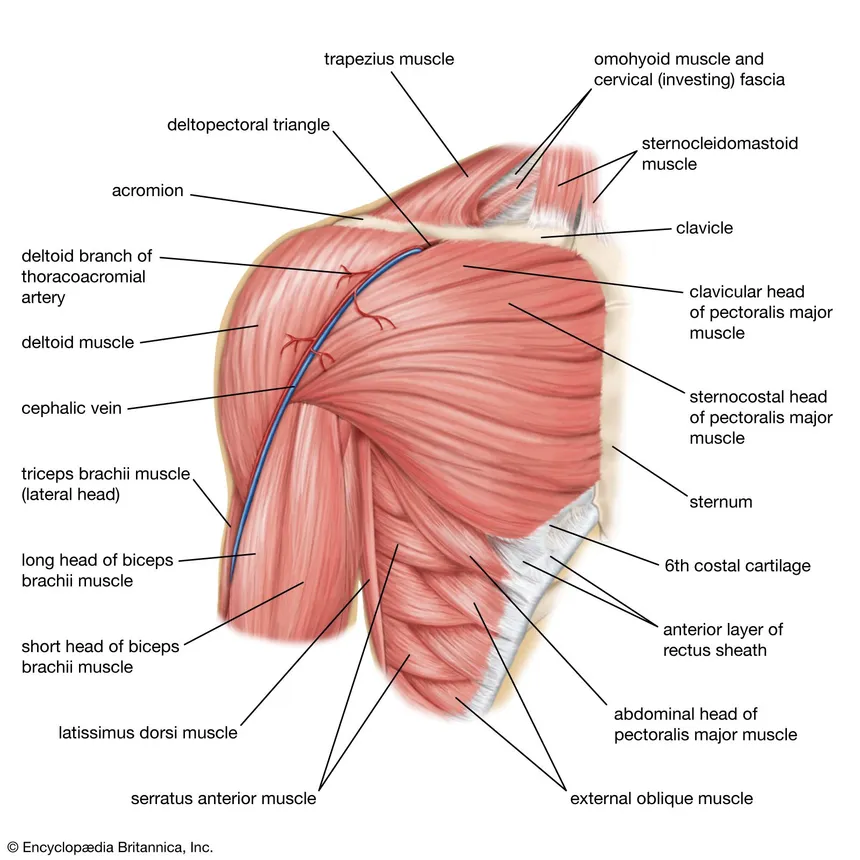 trapezius muscle
omohyoid muscle and
cervical (investing) fascia
deltopectoral triangle
sternocleidomastoid
muscle
acromion
clavicle
deltoid branch of
thoracoacromial
artery
clavicular head
of pectoralis major
muscle
deltoid muscle
sternocostal head
of pectoralis major
muscle
cephalic vein
triceps brachii muscle
(lateral head)
sternum
long head of biceps
brachii muscle
6th costal cartilage
anterior layer of
rectus sheath
short head of biceps
brachii muscle
abdominal head of
pectoralis major muscle
latissimus dorsi muscle
serratus anterior muscle
external oblique muscle
© Encyclopædia Britannica, Inc.